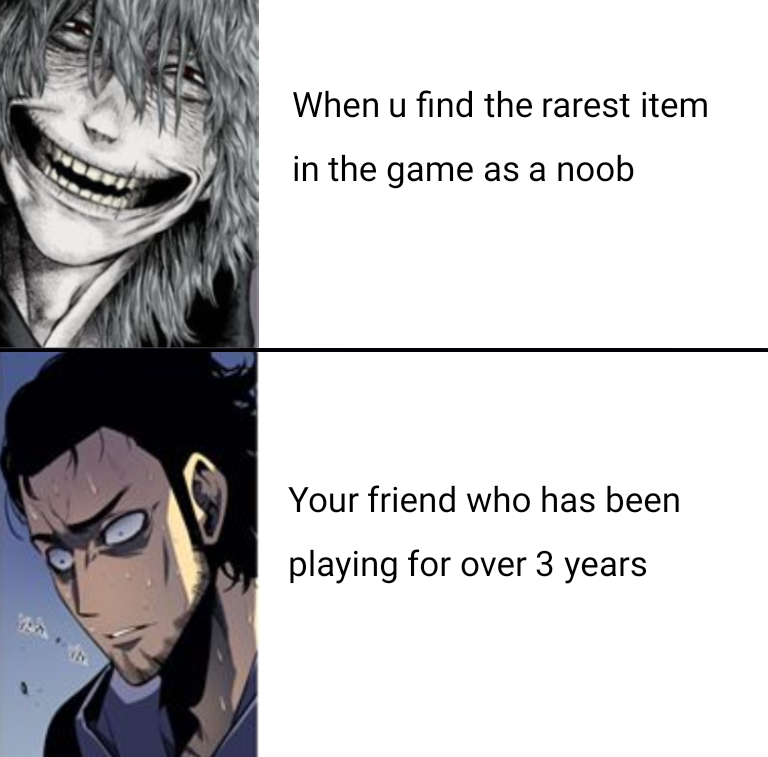 When u find the rarest item
in the game as a noob
Your friend who has been
playing for over 3 years